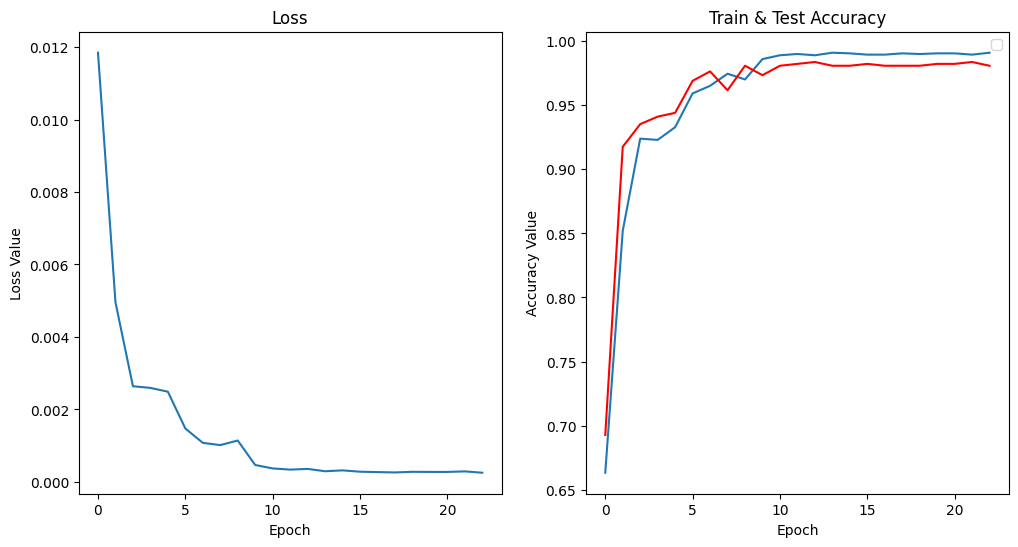 Loss
0.012
0.010
0.008
0.006
0.004
0.002
0.000
Loss Value
0 5 10 15 20
Epoch
Train & Test Accuracy
1.00
0.95
0.90
0.85
0.80
0.75
0.70
0.65
Accuracy Value
0 5 10 15 20
Epoch